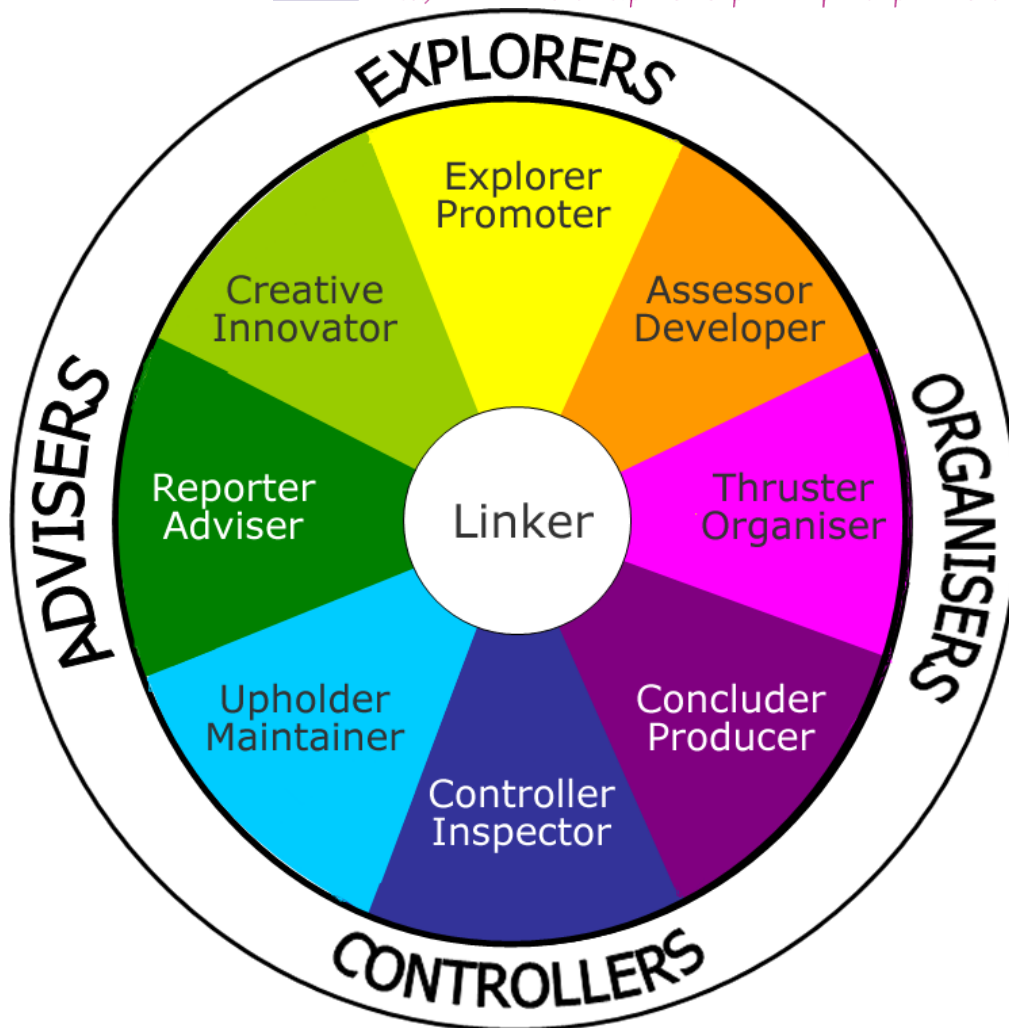 EXPLORERS
Explorer
Promoter
Creative
Innovator
Assessor
Developer
ADVISERS
ORGANISERS
Reporter
Adviser
Linker
Thruster
Organiser
Upholder
Maintainer
Concluder
Producer
Controller
Inspector
CONTROLLERS